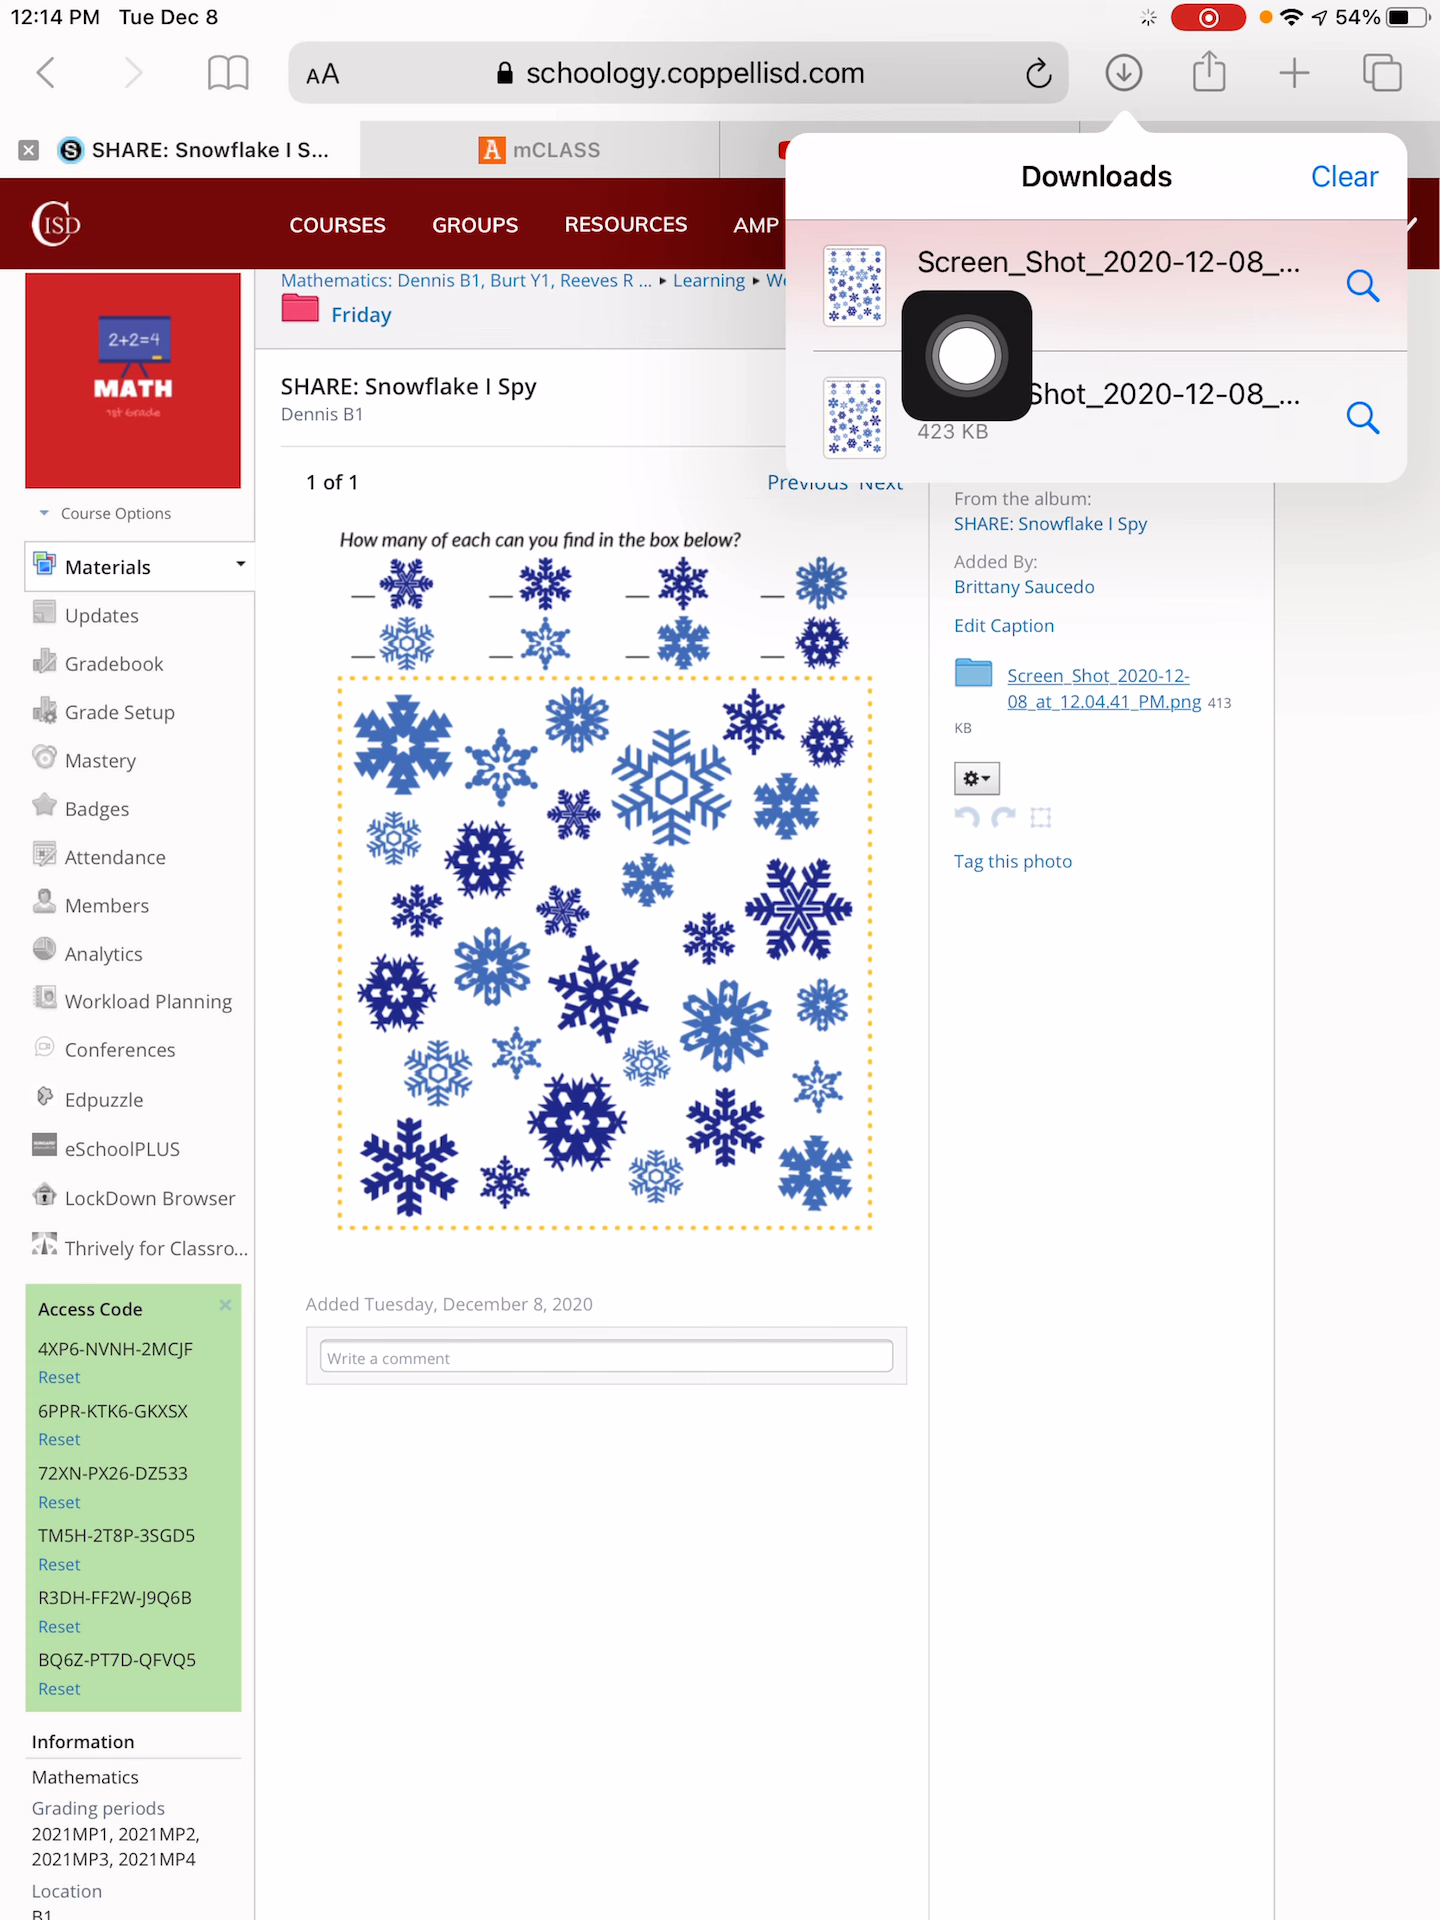 12:14 PM Tue Dec 8
54%
AA schoology.coppellisd.com
SHARE: Snowflake I S...
mCLASS
Downloads
Clear
CISD
COURSES
GROUPS
RESOURCES
AMP
Screen_Shot_2020-12-08_...
Shot_2020-12-08_...
423 KB
Mathematics: Dennis B1, Burt Y1, Reeves R ... ▸ Learning ▸
Friday
2+2=4
MATH
1st Grade
SHARE: Snowflake I Spy
Dennis B1
1 of 1
Previous Next
How many of each can you find in the box below?
From the album:
SHARE: Snowflake I Spy
Added By:
Brittany Saucedo
Edit Caption
Screen_Shot_2020-12-
08_at_12.04.41_PM.png 413
KB
Tag this photo
Course Options
Materials
Updates
Gradebook
Grade Setup
Mastery
Badges
Attendance
Members
Analytics
Workload Planning
Conferences
Edpuzzle
eSchoolPLUS
LockDown Browser
Thrively for Classro...
Added Tuesday, December 8, 2020
Write a comment
Access Code
4XP6-NVNH-2MCJF
Reset
6PPR-KTK6-GKXSX
Reset
72XN-PX26-DZ533
Reset
TM5H-2T8P-3SGD5
Reset
R3DH-FF2W-J9Q6B
Reset
BQ6Z-PT7D-QFVQ5
Reset
Information
Mathematics
Grading periods
2021MP1, 2021MP2,
2021MP3, 2021MP4
Location
B1